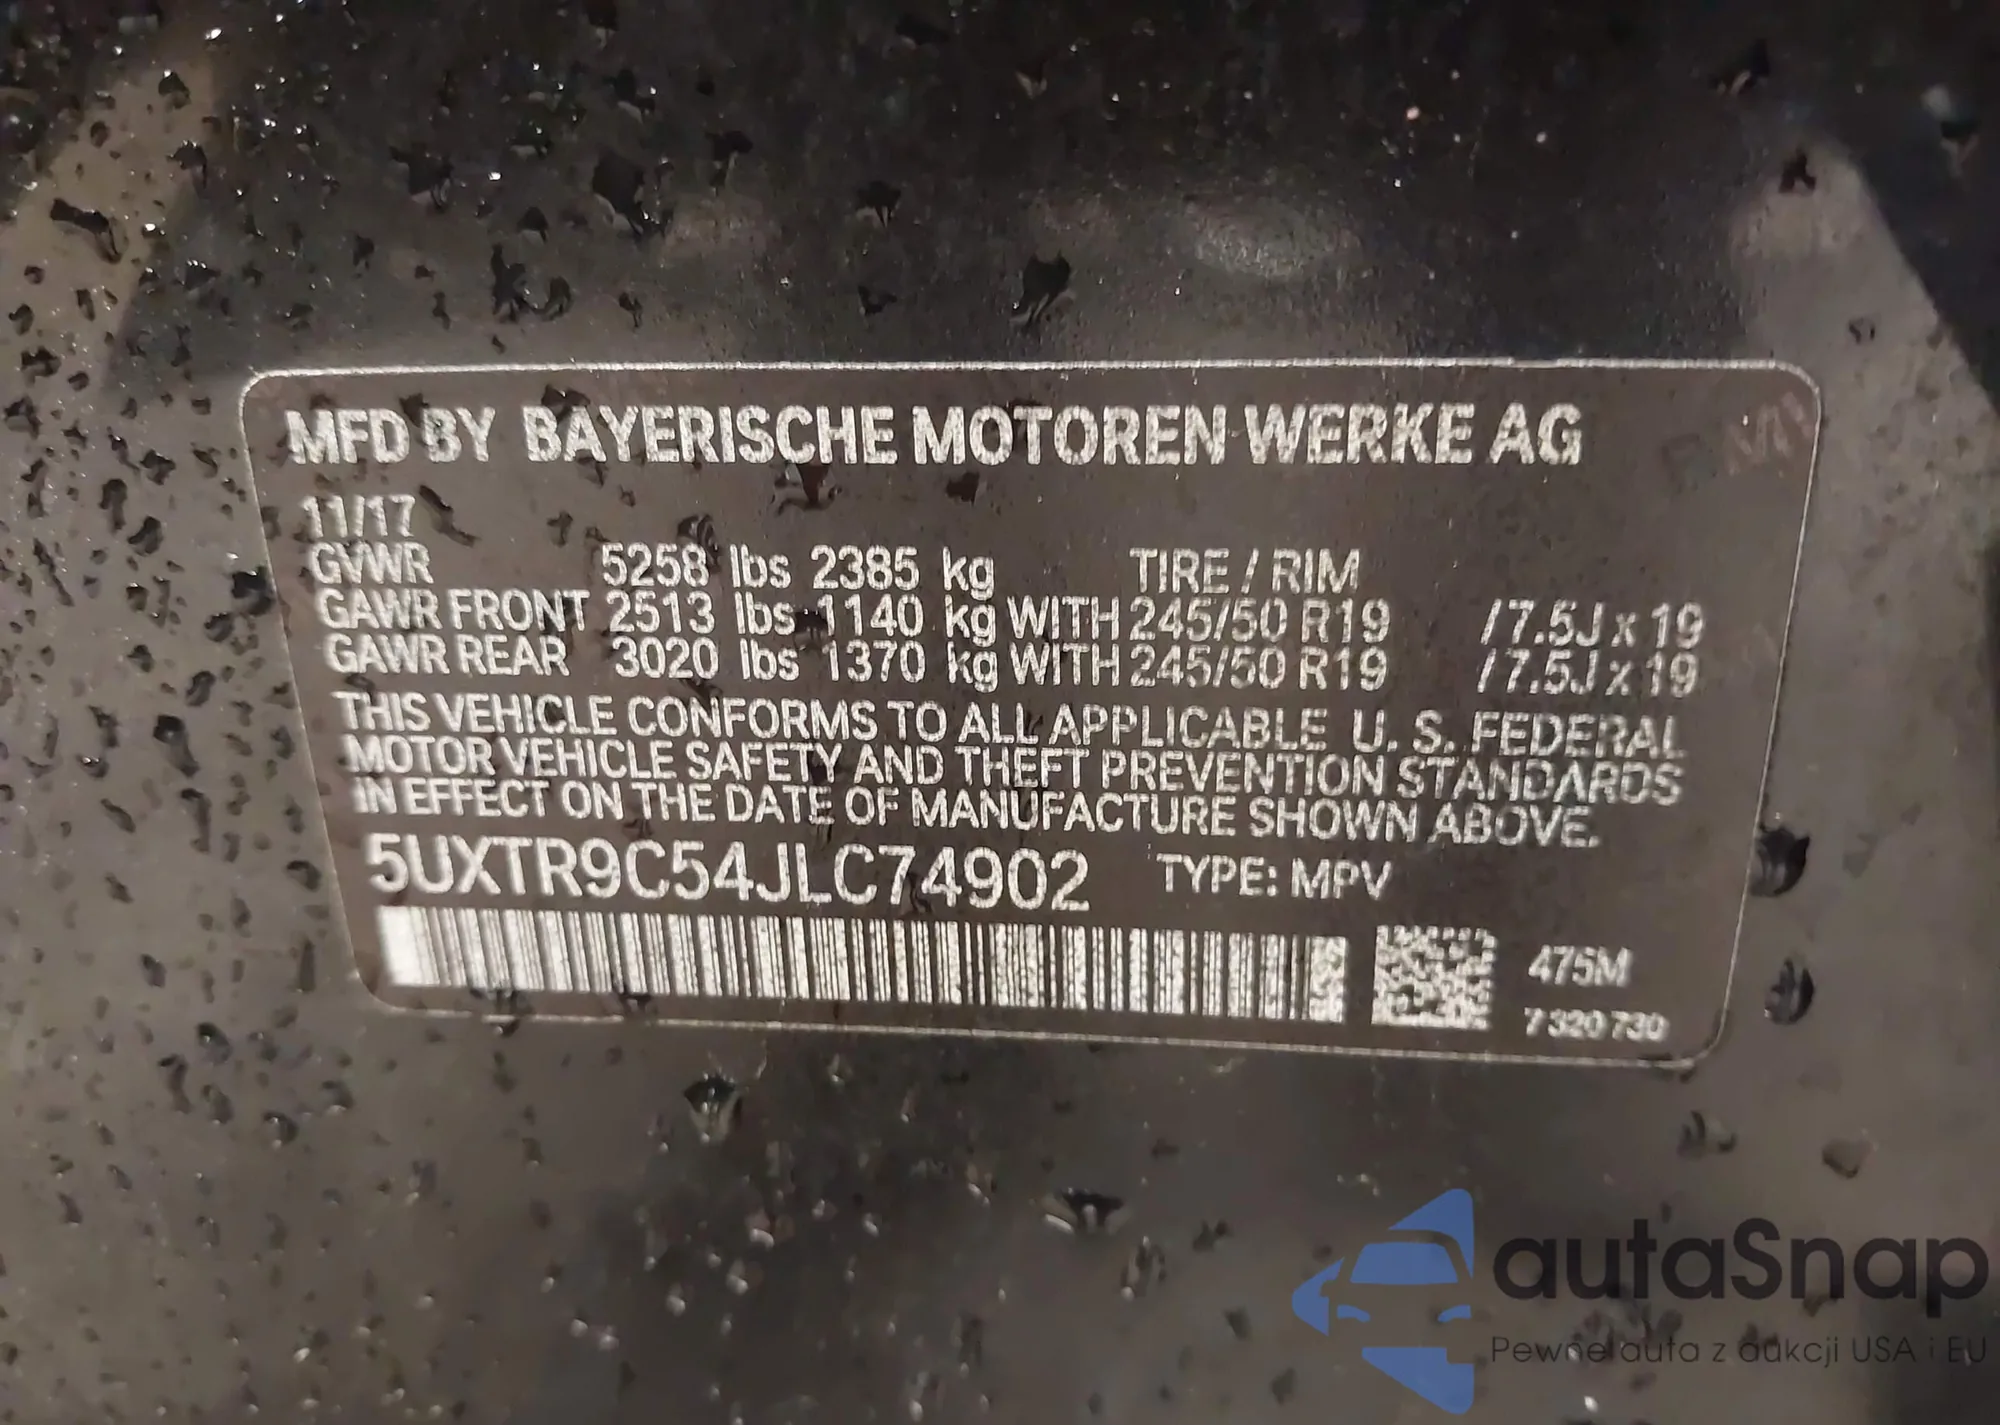 MFD BY BAYERISCHE MOTOREN WERKE AG
11/17
GVWR 5258 lbs 2385 kg TIRE / RIM
GAWR FRONT 2513 lbs 1140 kg WITH 245/50 R19 / 7.5J x 19
GAWR REAR 3020 lbs 1370 kg WITH 245/50 R19 / 7.5J x 19
THIS VEHICLE CONFORMS TO ALL APPLICABLE U. S. FEDERAL
MOTOR VEHICLE SAFETY AND THEFT PREVENTION STANDARDS
IN EFFECT ON THE DATE OF MANUFACTURE SHOWN ABOVE.
5UXTR9C54JLC74902 TYPE: MPV
475M
7 320 730
autaSnap
Pewne auta z aukcji USA i EU